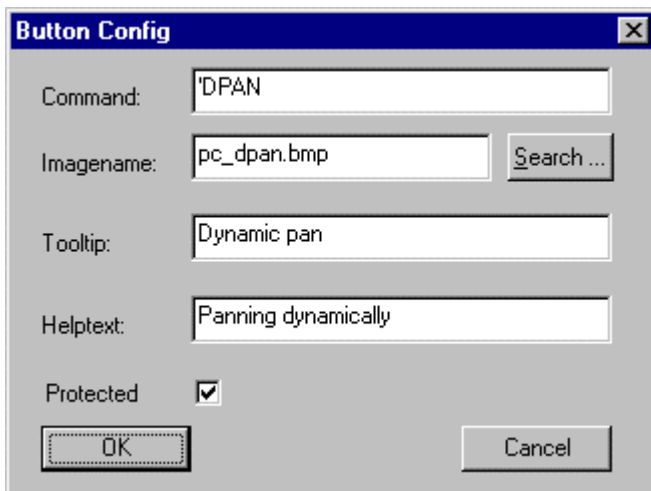 Button Config
Command: 'DPAN
Imagename: pc_dpan.bmp Search ...
Tooltip: Dynamic pan
Helptext: Panning dynamically
Protected
OK Cancel